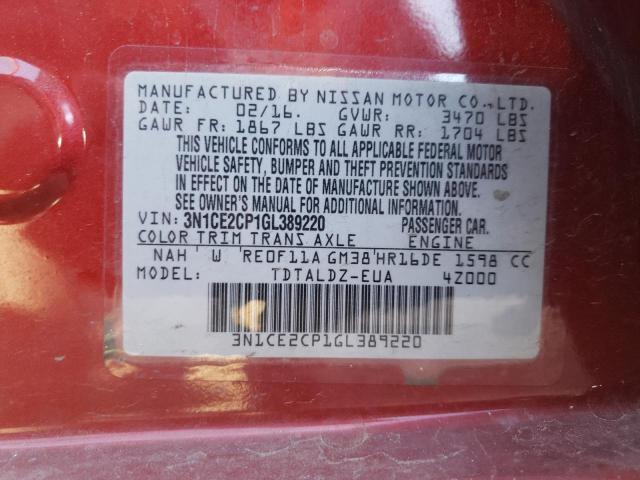 MANUFACTURED BY NISSAN MOTOR CO., LTD.
DATE: 02/16. GVWR: 3470 LBS
GAWR FR: 1867 LBS GAWR RR: 1704 LBS
THIS VEHICLE CONFORMS TO ALL APPLICABLE FEDERAL MOTOR
VEHICLE SAFETY, BUMPER AND THEFT PREVENTION STANDARDS
IN EFFECT ON THE DATE OF MANUFACTURE SHOWN ABOVE.
SEE OWNER'S MANUAL FOR ADDITIONAL INFORMATION.
VIN: 3N1CE2CP1GL389220 PASSENGER CAR.
COLOR TRIM TRANS AXLE ENGINE
NAH W RE0F11A GM38 HR16DE 1598 CC
MODEL: TDTALDZ-EUA 4Z000
3N1CE2CP1GL389220